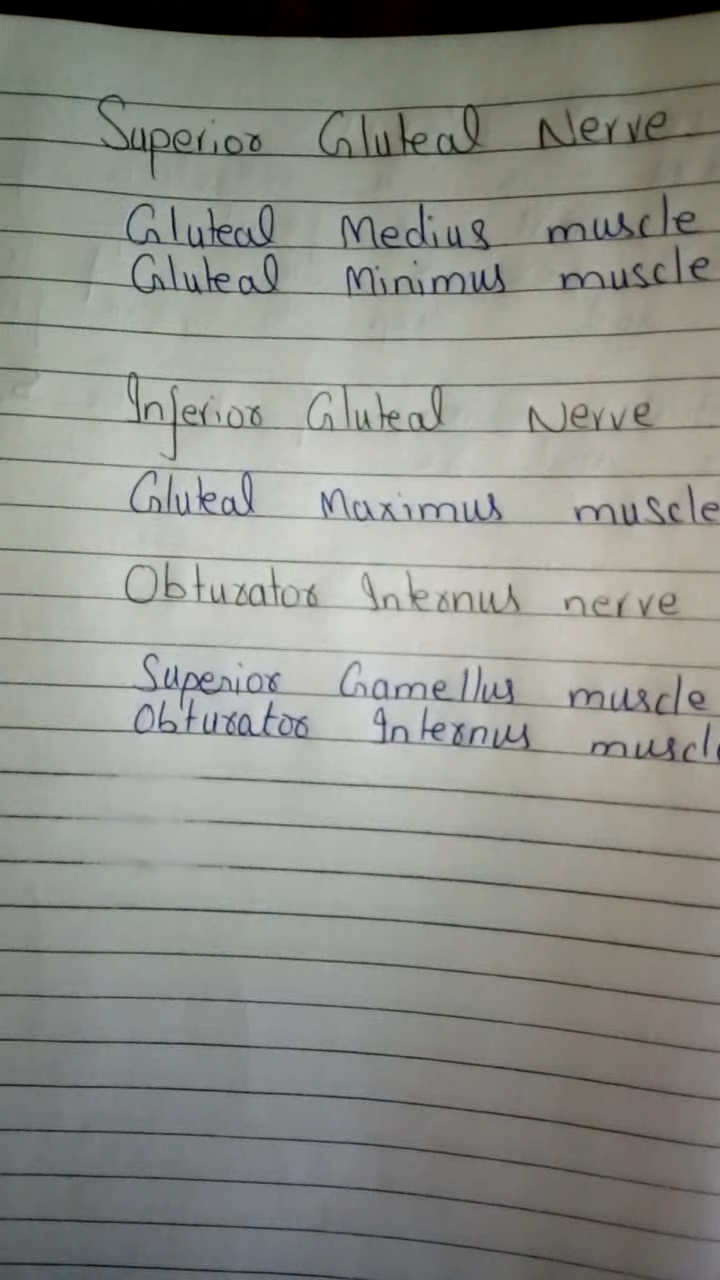 Superior Gluteal Nerve
Gluteal Medius muscle
Gluteal Minimus muscle
Inferior Gluteal Nerve
Gluteal Maximus muscle
Obturator Internus nerve
Superior Gamellus muscle
Obturator Internus muscle